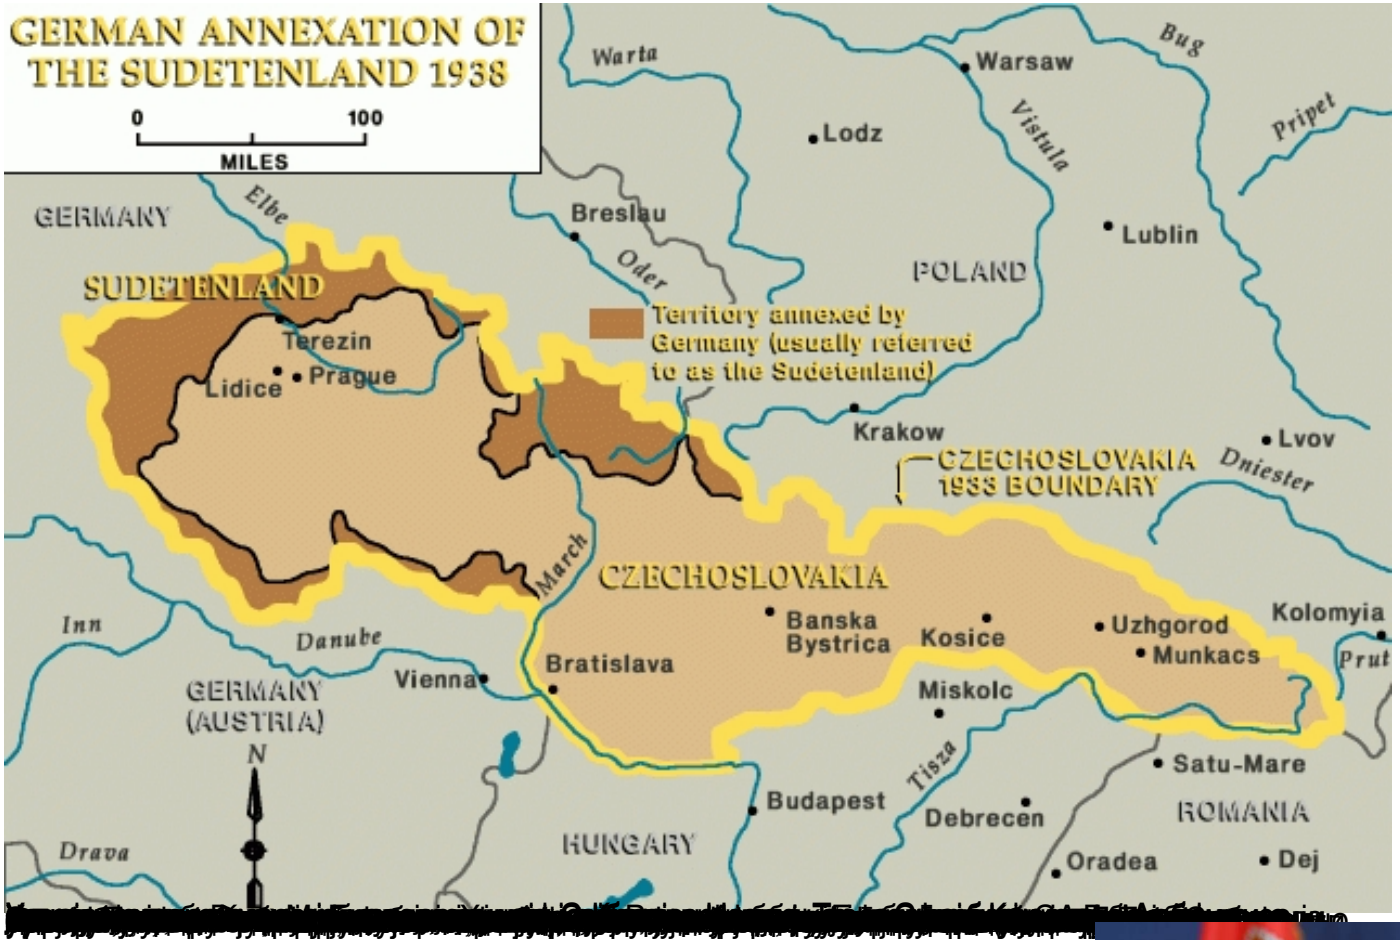 GERMAN ANNEXATION OF
THE SUDETENLAND 1938
0 100
MILES
Warta
Bug
Warsaw
Pripet
Vistula
Lodz
Elbe
GERMANY
Breslau
Lublin
Oder
POLAND
SUDETENLAND
Territory annexed by
Germany (usually referred
to as the Sudetenland)
Terezin
Lidice
Prague
Krakow
Lvov
CZECHOSLOVAKIA
1933 BOUNDARY
Dniester
March
CZECHOSLOVAKIA
Banska
Bystrica
Kosice
Uzhgorod
Munkacs
Kolomyia
Prut
Inn
Danube
Vienna
Bratislava
Miskolc
GERMANY
(AUSTRIA)
N
Tisza
Satu-Mare
Budapest
Debrecen
ROMANIA
HUNGARY
Drava
Oradea
Dej